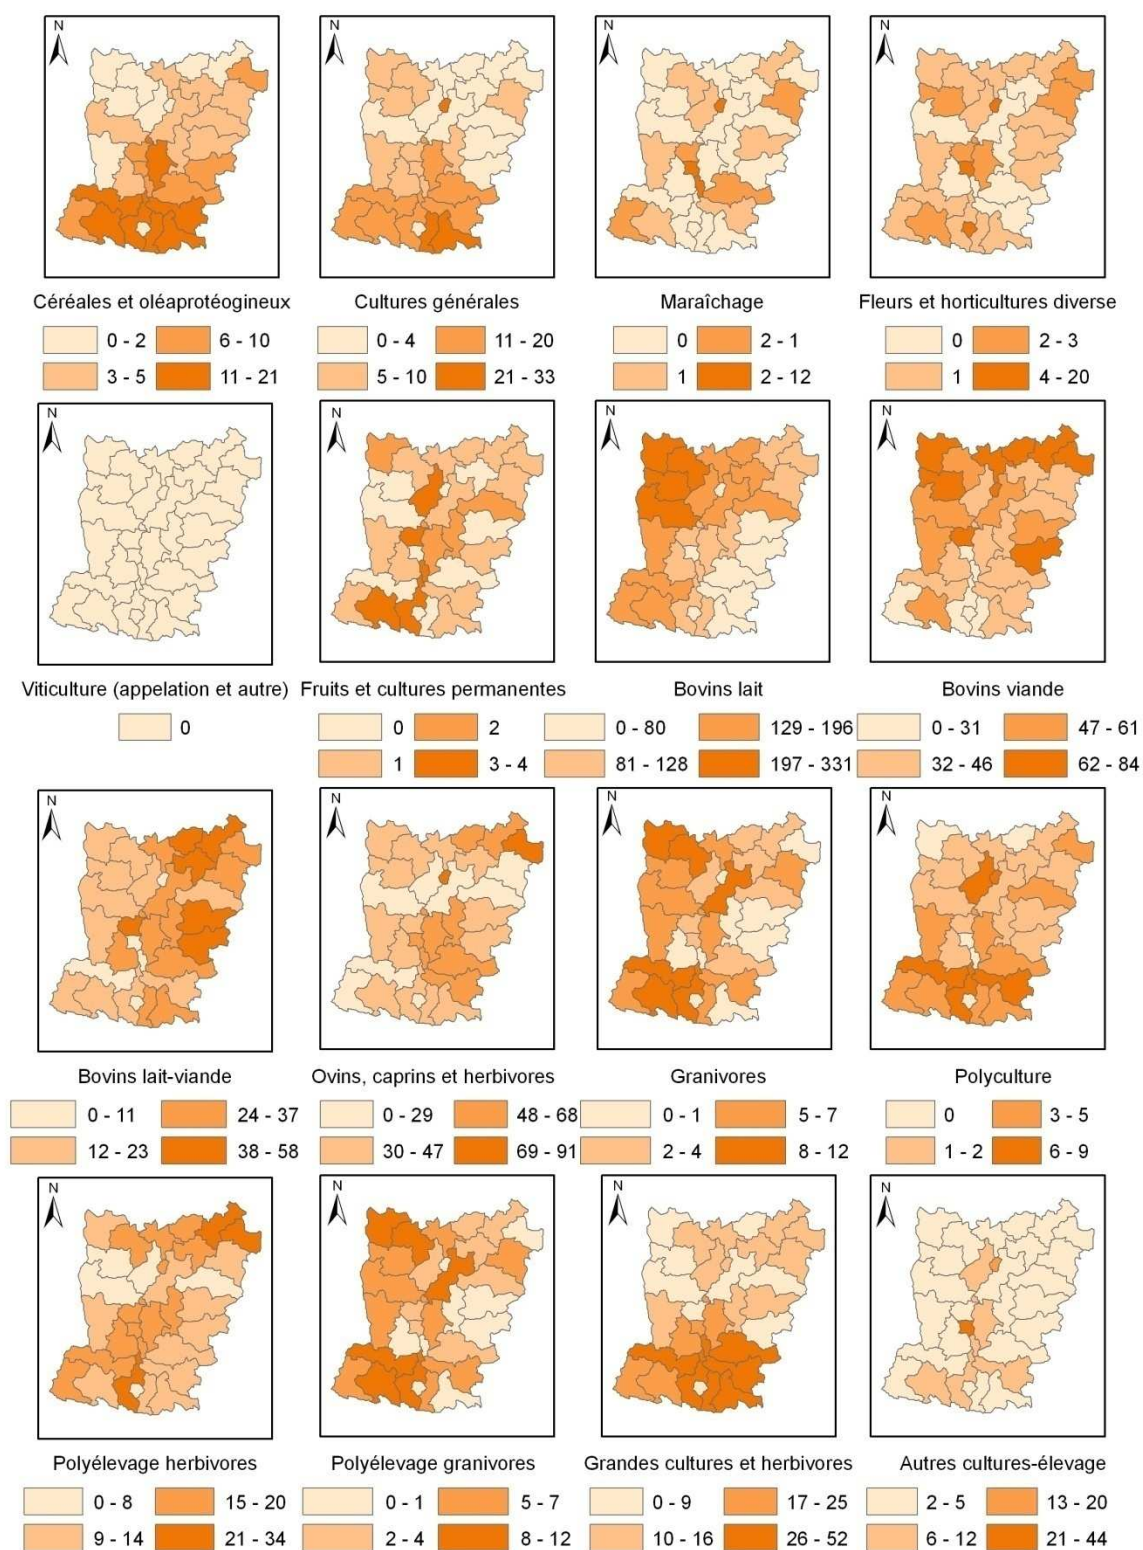 N N N N
Céréales et oléaprotéogineux Cultures générales Maraîchage Fleurs et horticultures diverse
0 - 2 6 - 10 0 - 4 11 - 20 0 2 - 1 0 2 - 3
3 - 5 11 - 21 5 - 10 21 - 33 1 2 - 12 1 4 - 20
N N N N
Viticulture (appelation et autre) Fruits et cultures permanentes Bovins lait Bovins viande
0 0 2 0 - 80 129 - 196 0 - 31 47 - 61
1 3 - 4 81 - 128 197 - 331 32 - 46 62 - 84
N N N N
Bovins lait-viande Ovins, caprins et herbivores Granivores Polyculture
0 - 11 24 - 37 0 - 29 48 - 68 0 - 1 5 - 7 0 3 - 5
12 - 23 38 - 58 30 - 47 69 - 91 2 - 4 8 - 12 1 - 2 6 - 9
N N N N
Polyélevage herbivores Polyélevage granivores Grandes cultures et herbivores Autres cultures-élevage
0 - 8 15 - 20 0 - 1 5 - 7 0 - 9 17 - 25 2 - 5 13 - 20
9 - 14 21 - 34 2 - 4 8 - 12 10 - 16 26 - 52 6 - 12 21 - 44